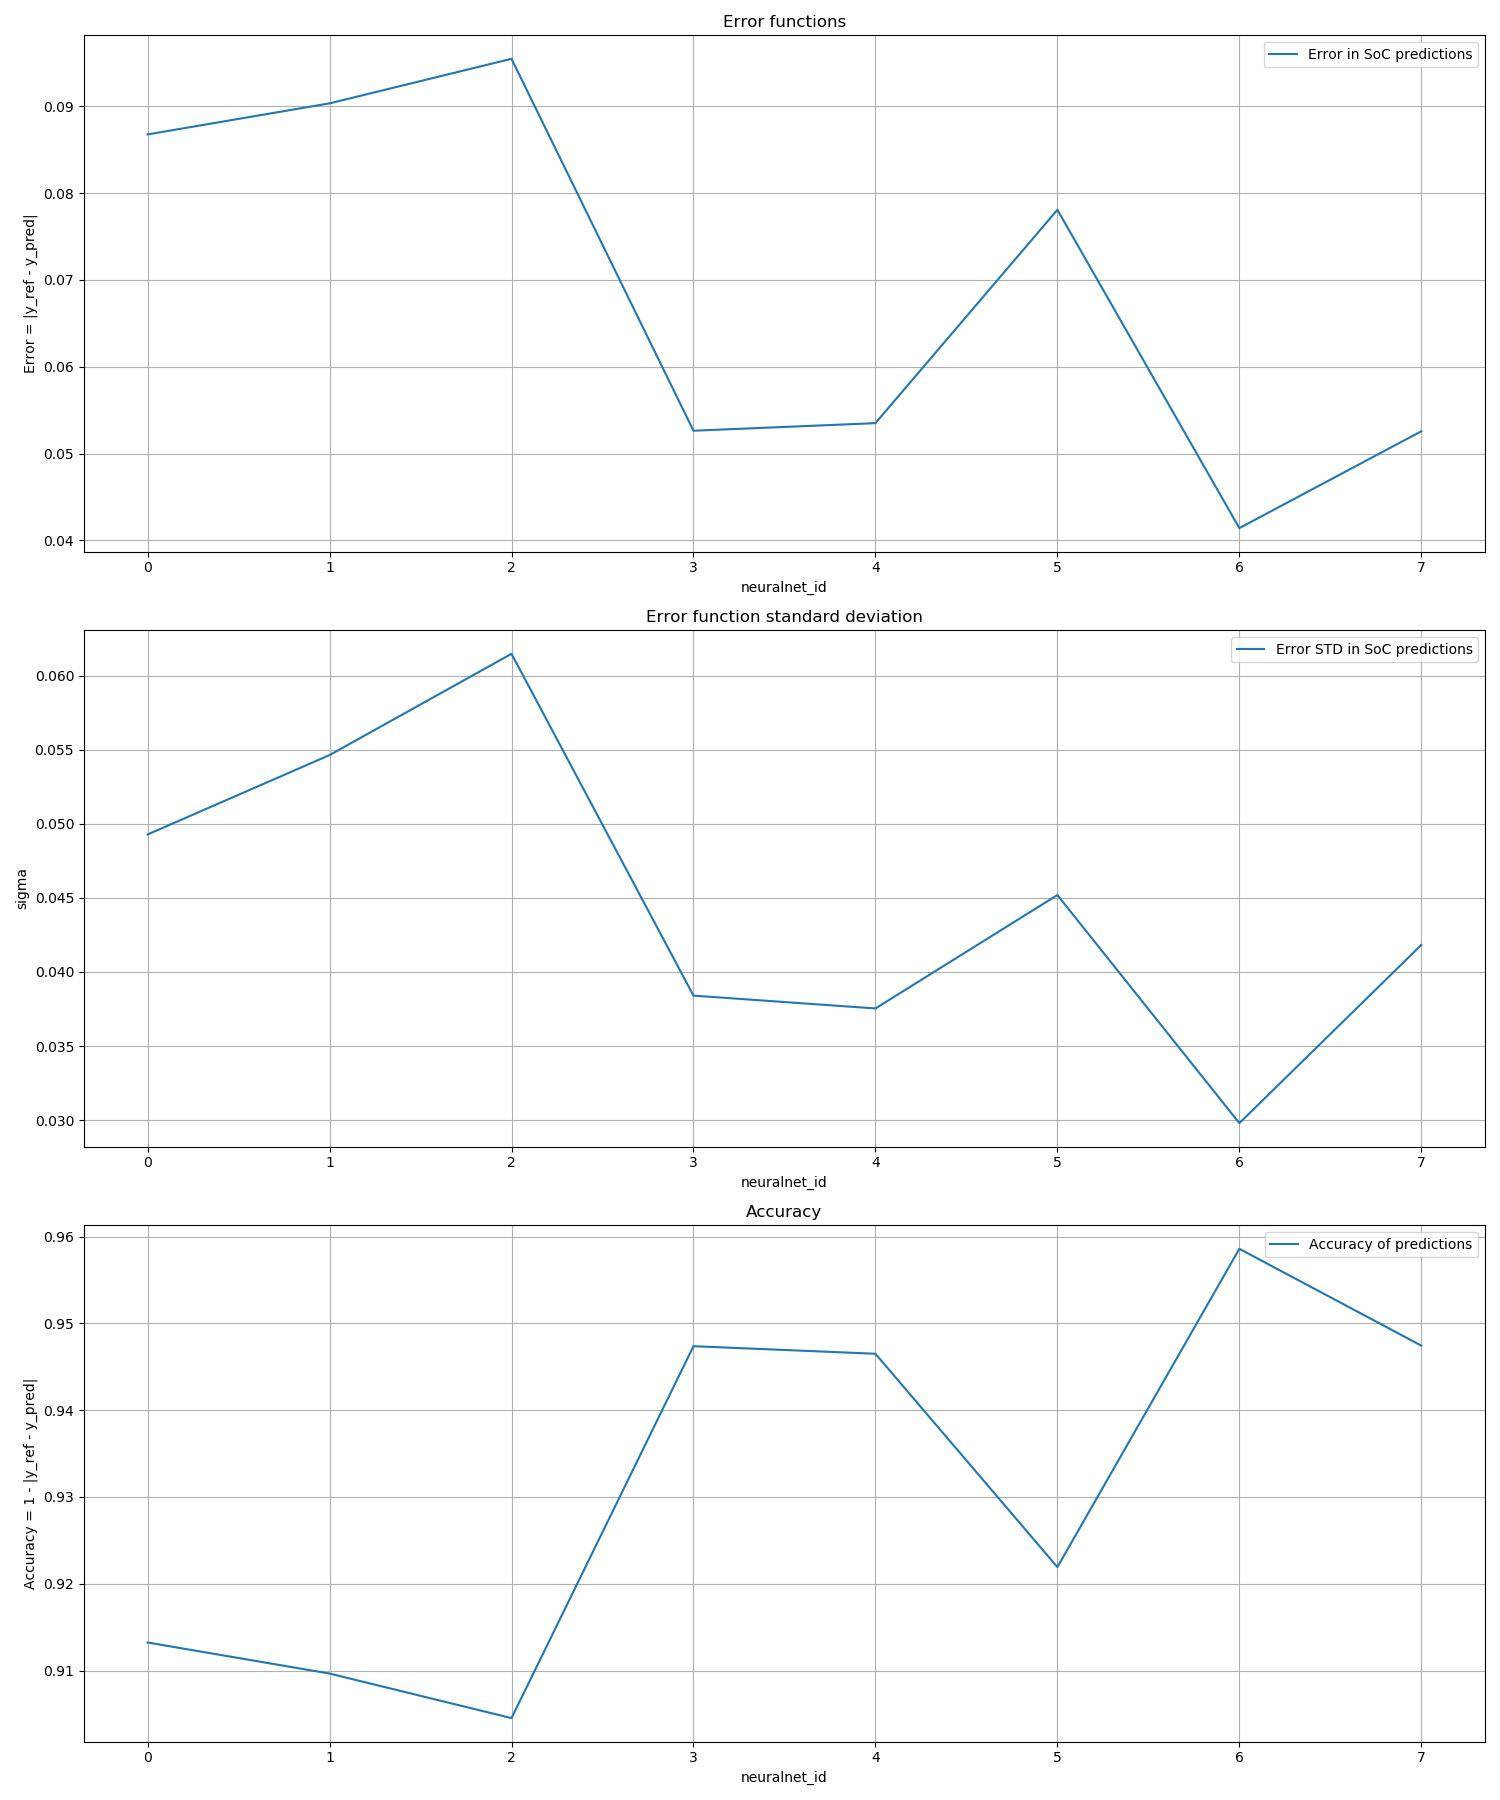 Error functions
Error in SoC predictions
0.09
0.08
0.07
0.06
0.05
0.04
Error = |y_ref - y_pred|
0 1 2 3 4 5 6 7
neuralnet_id
Error function standard deviation
Error STD in SoC predictions
0.060
0.055
0.050
0.045
0.040
0.035
0.030
sigma
0 1 2 3 4 5 6 7
neuralnet_id
Accuracy
Accuracy of predictions
0.96
0.95
0.94
0.93
0.92
0.91
Accuracy = 1 - |y_ref - y_pred|
0 1 2 3 4 5 6 7
neuralnet_id